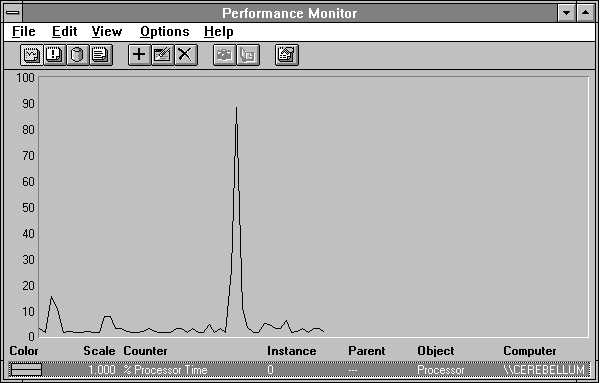 Performance Monitor
File Edit View Options Help
100
90
80
70
60
50
40
30
20
10
0
Color Scale Counter Instance Parent Object Computer
1.000 % Processor Time 0 --- Processor \\CEREBELLUM